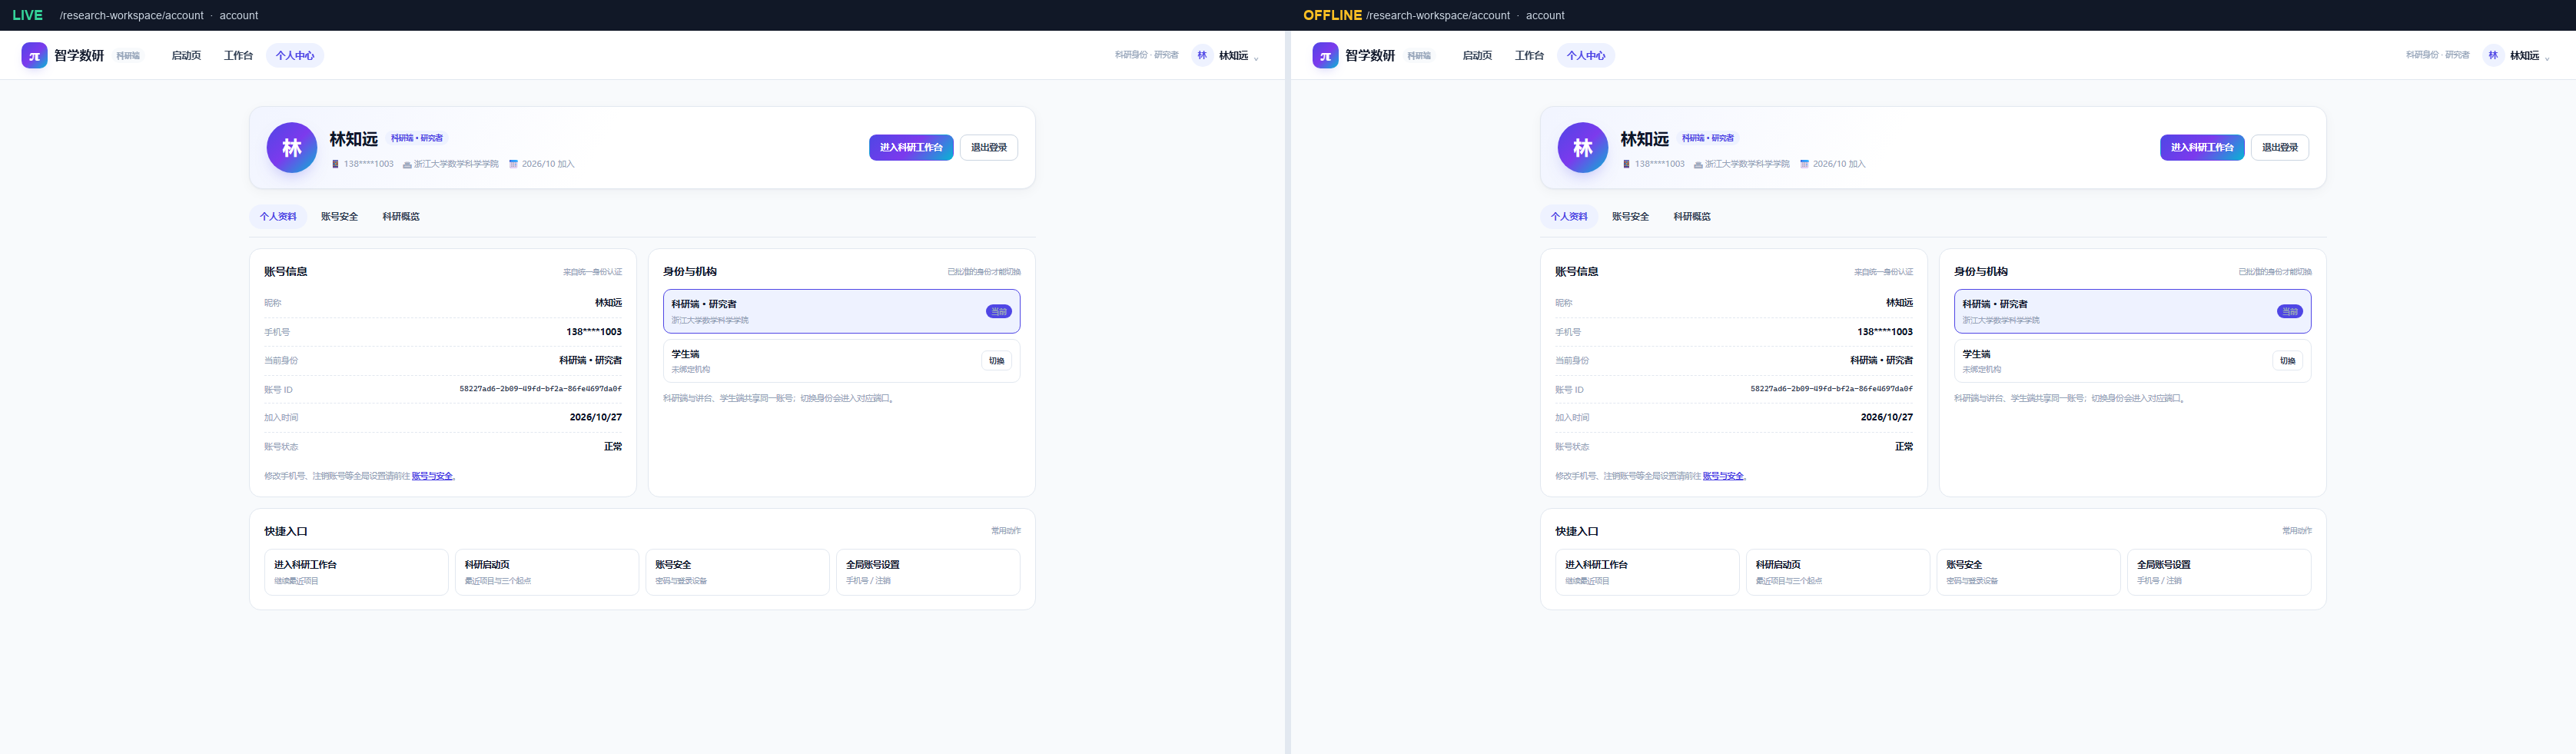 LIVE /research-workspace/account · account
π 智学数研 科研端 启动页 工作台 个人中心 科研身份 · 研究者 林 林知远
林 林知远 科研端 • 研究者
138****1003 浙江大学数学科学学院 2026/10 加入
进入科研工作台 退出登录
个人资料 账号安全 科研概览
账号信息 来自统一身份认证
昵称 林知远
手机号 138****1003
当前身份 科研端 • 研究者
账号 ID 58227ad6-2b09-49fd-bf2a-86fe4697da0f
加入时间 2026/10/27
账号状态 正常
修改手机号、注销账号等全局设置请前往 账号与安全。
身份与机构 已批准的身份才能切换
科研端 • 研究者
浙江大学数学科学学院
当前
学生端
未绑定机构
切换
科研端与讲台、学生端共享同一账号；切换身份会进入对应端口。
快捷入口 常用动作
进入科研工作台
继续最近项目
科研启动页
最近项目与三个起点
账号安全
密码与登录设备
全局账号设置
手机号 / 注销
OFFLINE /research-workspace/account · account
π 智学数研 科研端 启动页 工作台 个人中心 科研身份 · 研究者 林 林知远
林 林知远 科研端 • 研究者
138****1003 浙江大学数学科学学院 2026/10 加入
进入科研工作台 退出登录
个人资料 账号安全 科研概览
账号信息 来自统一身份认证
昵称 林知远
手机号 138****1003
当前身份 科研端 • 研究者
账号 ID 58227ad6-2b09-49fd-bf2a-86fe4697da0f
加入时间 2026/10/27
账号状态 正常
修改手机号、注销账号等全局设置请前往 账号与安全。
身份与机构 已批准的身份才能切换
科研端 • 研究者
浙江大学数学科学学院
当前
学生端
未绑定机构
切换
科研端与讲台、学生端共享同一账号；切换身份会进入对应端口。
快捷入口 常用动作
进入科研工作台
继续最近项目
科研启动页
最近项目与三个起点
账号安全
密码与登录设备
全局账号设置
手机号 / 注销